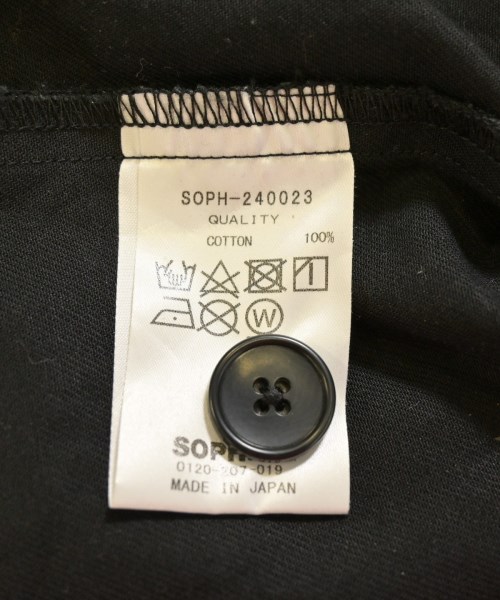 SOPH-240023
QUALITY
COTTON 100%
W
0120-207-019
MADE IN JAPAN